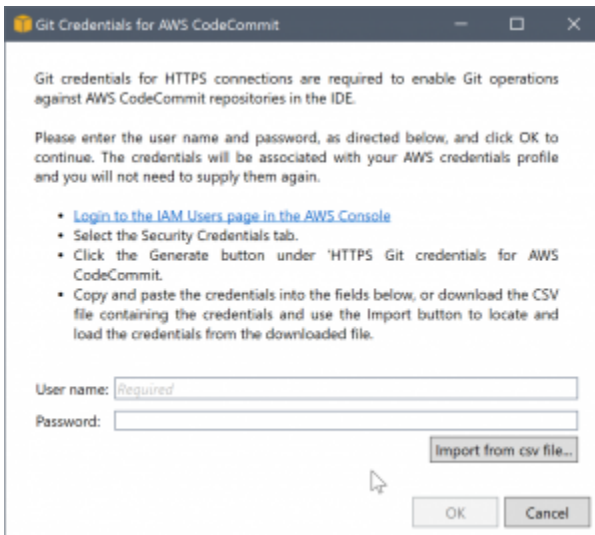 Git Credentials for AWS CodeCommit
Git credentials for HTTPS connections are required to enable Git operations
against AWS CodeCommit repositories in the IDE.
Please enter the user name and password, as directed below, and click OK to
continue. The credentials will be associated with your AWS credentials profile
and you will not need to supply them again.
• Login to the IAM Users page in the AWS Console
• Select the Security Credentials tab.
• Click the Generate button under 'HTTPS Git credentials for AWS
CodeCommit.
• Copy and paste the credentials into the fields below, or download the CSV
file containing the credentials and use the Import button to locate and
load the credentials from the downloaded file.
User name: Required
Password:
Import from csv file...
OK Cancel